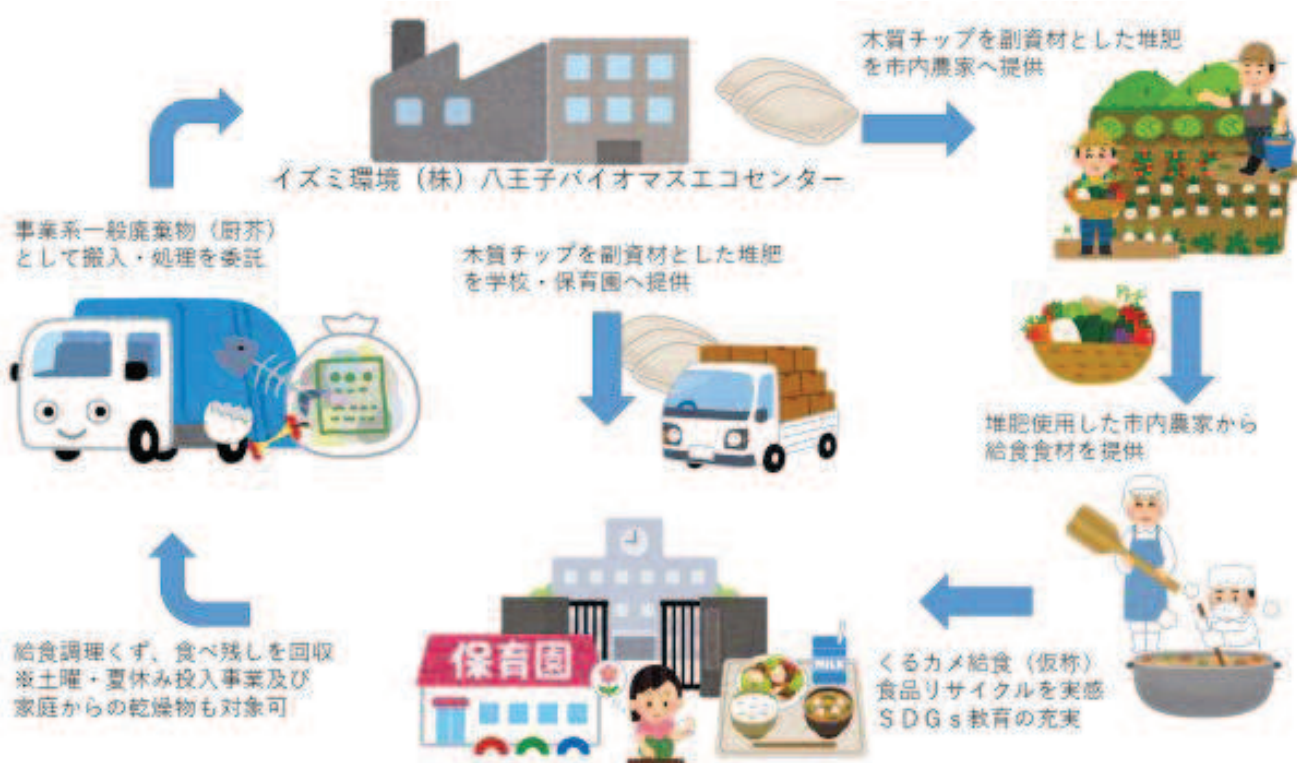 木質チップを副資材とした堆肥
を市内農家へ提供
イズミ環境（株）八王子バイオマスエコセンター
事業系一般廃棄物（厨芥）
として搬入・処理を委託
木質チップを副資材とした堆肥
を学校・保育園へ提供
堆肥使用した市内農家から
給食食材を提供
くるカメ給食（仮称）
食品リサイクルを実感
ＳＤＧｓ教育の充実
保育園
MILK
給食調理くず、食べ残しを回収
※土曜・夏休み投入事業及び
家庭からの乾燥物も対象可